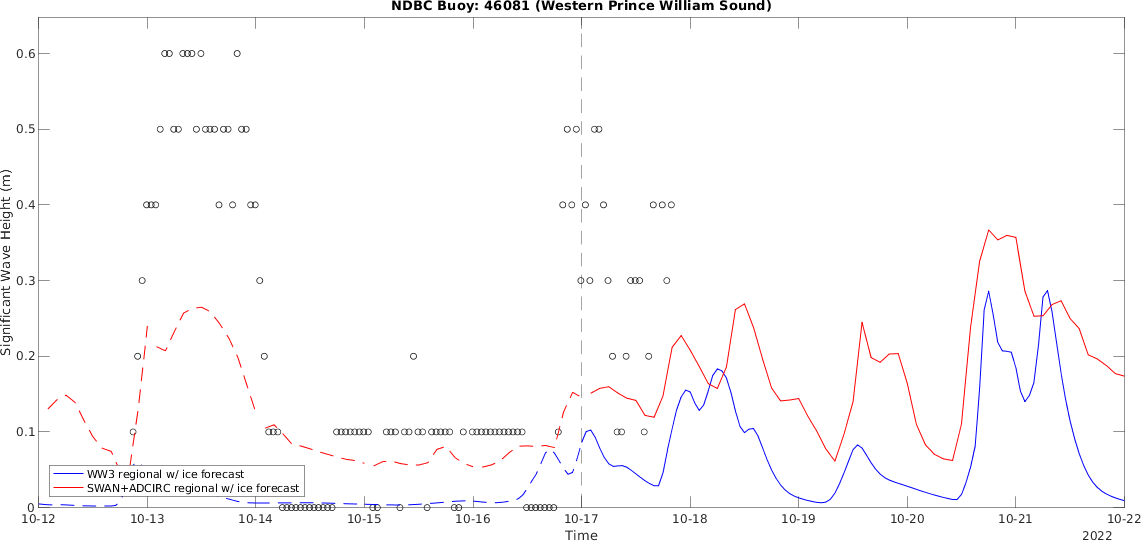 NDBC Buoy: 46081 (Western Prince William Sound)
Significant Wave Height (m)
0.6
0.5
0.4
0.3
0.2
0.1
0
WW3 regional w/ ice forecast
SWAN+ADCIRC regional w/ ice forecast
10-12 10-13 10-14 10-15 10-16 10-17 10-18 10-19 10-20 10-21 10-22
Time
2022